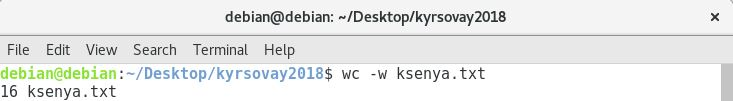 debian@debian: ~/Desktop/kyrsovay2018
×
File Edit View Search Terminal Help
debian@debian:~/Desktop/kyrsovay2018$ wc -w ksenya.txt
16 ksenya.txt